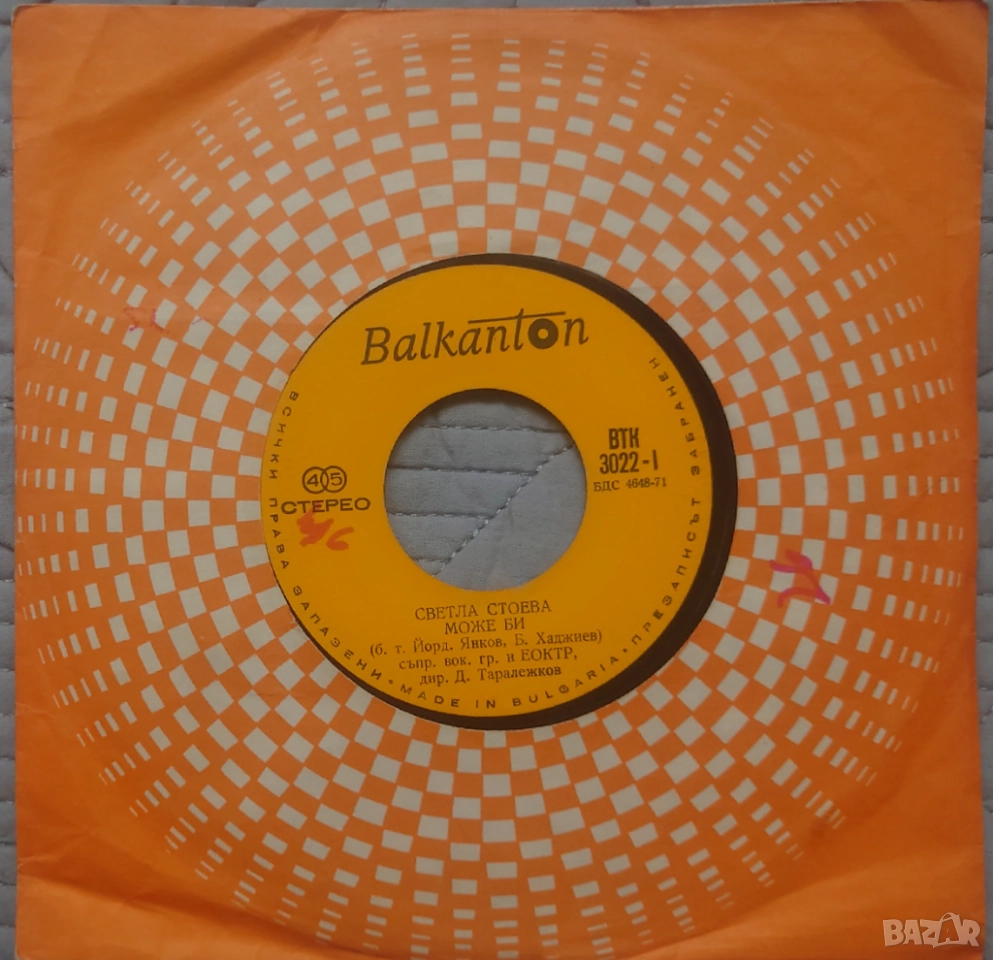 Balkanton
ВТК
3022-I
БДС 4648-71
45
СТЕРЕО
СВЕТЛА СТОЕВА
МОЖЕ БИ
(б. т. Йорд. Янков, Б. Хаджиев)
съпр. вок. гр. и ЕОКТР,
дир. Д. Таралежков
ВСИЧКИ ПРАВА ЗАПАЗЕНИ • MADE IN BULGARIA • ПРЕЗАПИСЪТ ЗАБРАНЕН
BAZAR